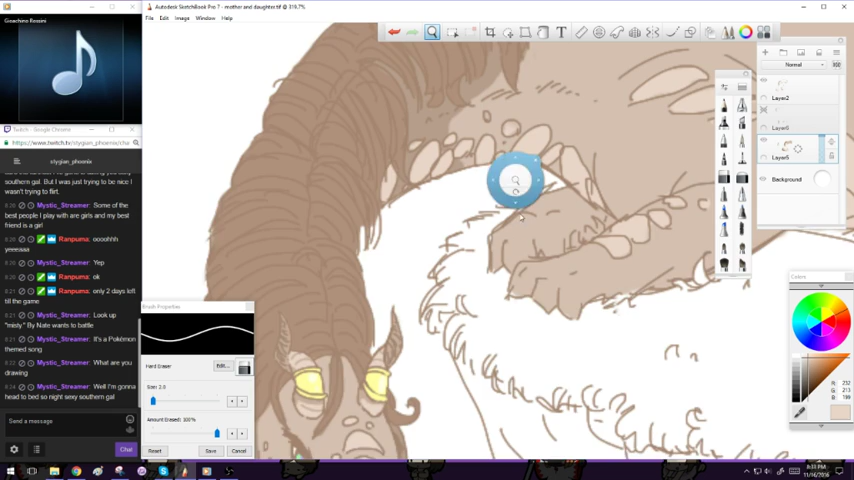 Goachino Rossini
Autodesk SketchBook Pro 7 - mother and daughter.tif @ 319.7%
File Edit Image Window Help
Twitch - Google Chrome
https://www.twitch.tv/stygian_phoenix/cha
stygian_phoenix
southern gal. But I was just trying to be nice I
wasn't trying to flirt.
8:20 Mystic_Streamer: Some of the
best people I play with are girls and my best
friend is a girl
8:20 Ranpuma: oooohhh
yeeeaaa
8:20 Mystic_Streamer: Yep
8:20 Ranpuma: ok
8:21 Ranpuma: only 2 days left
till the game
8:21 Mystic_Streamer: Look up
"misty." By Nate wants to battle
8:21 Mystic_Streamer: It's a Pokémon
themed song
8:22 Mystic_Streamer: What are you
drawing
8:24 Mystic_Streamer: Well I'm gonna
head to bed so night sexy southern gal
Send a message
Chat
Brush Properties
Hard Eraser
Edit...
Size: 2.0
Amount Erased: 100%
Reset
Save
Cancel
Normal
Layer2
Layer6
Layer5
Background
Colors
R: 232
G: 213
B: 199
8:33 PM
11/16/2016